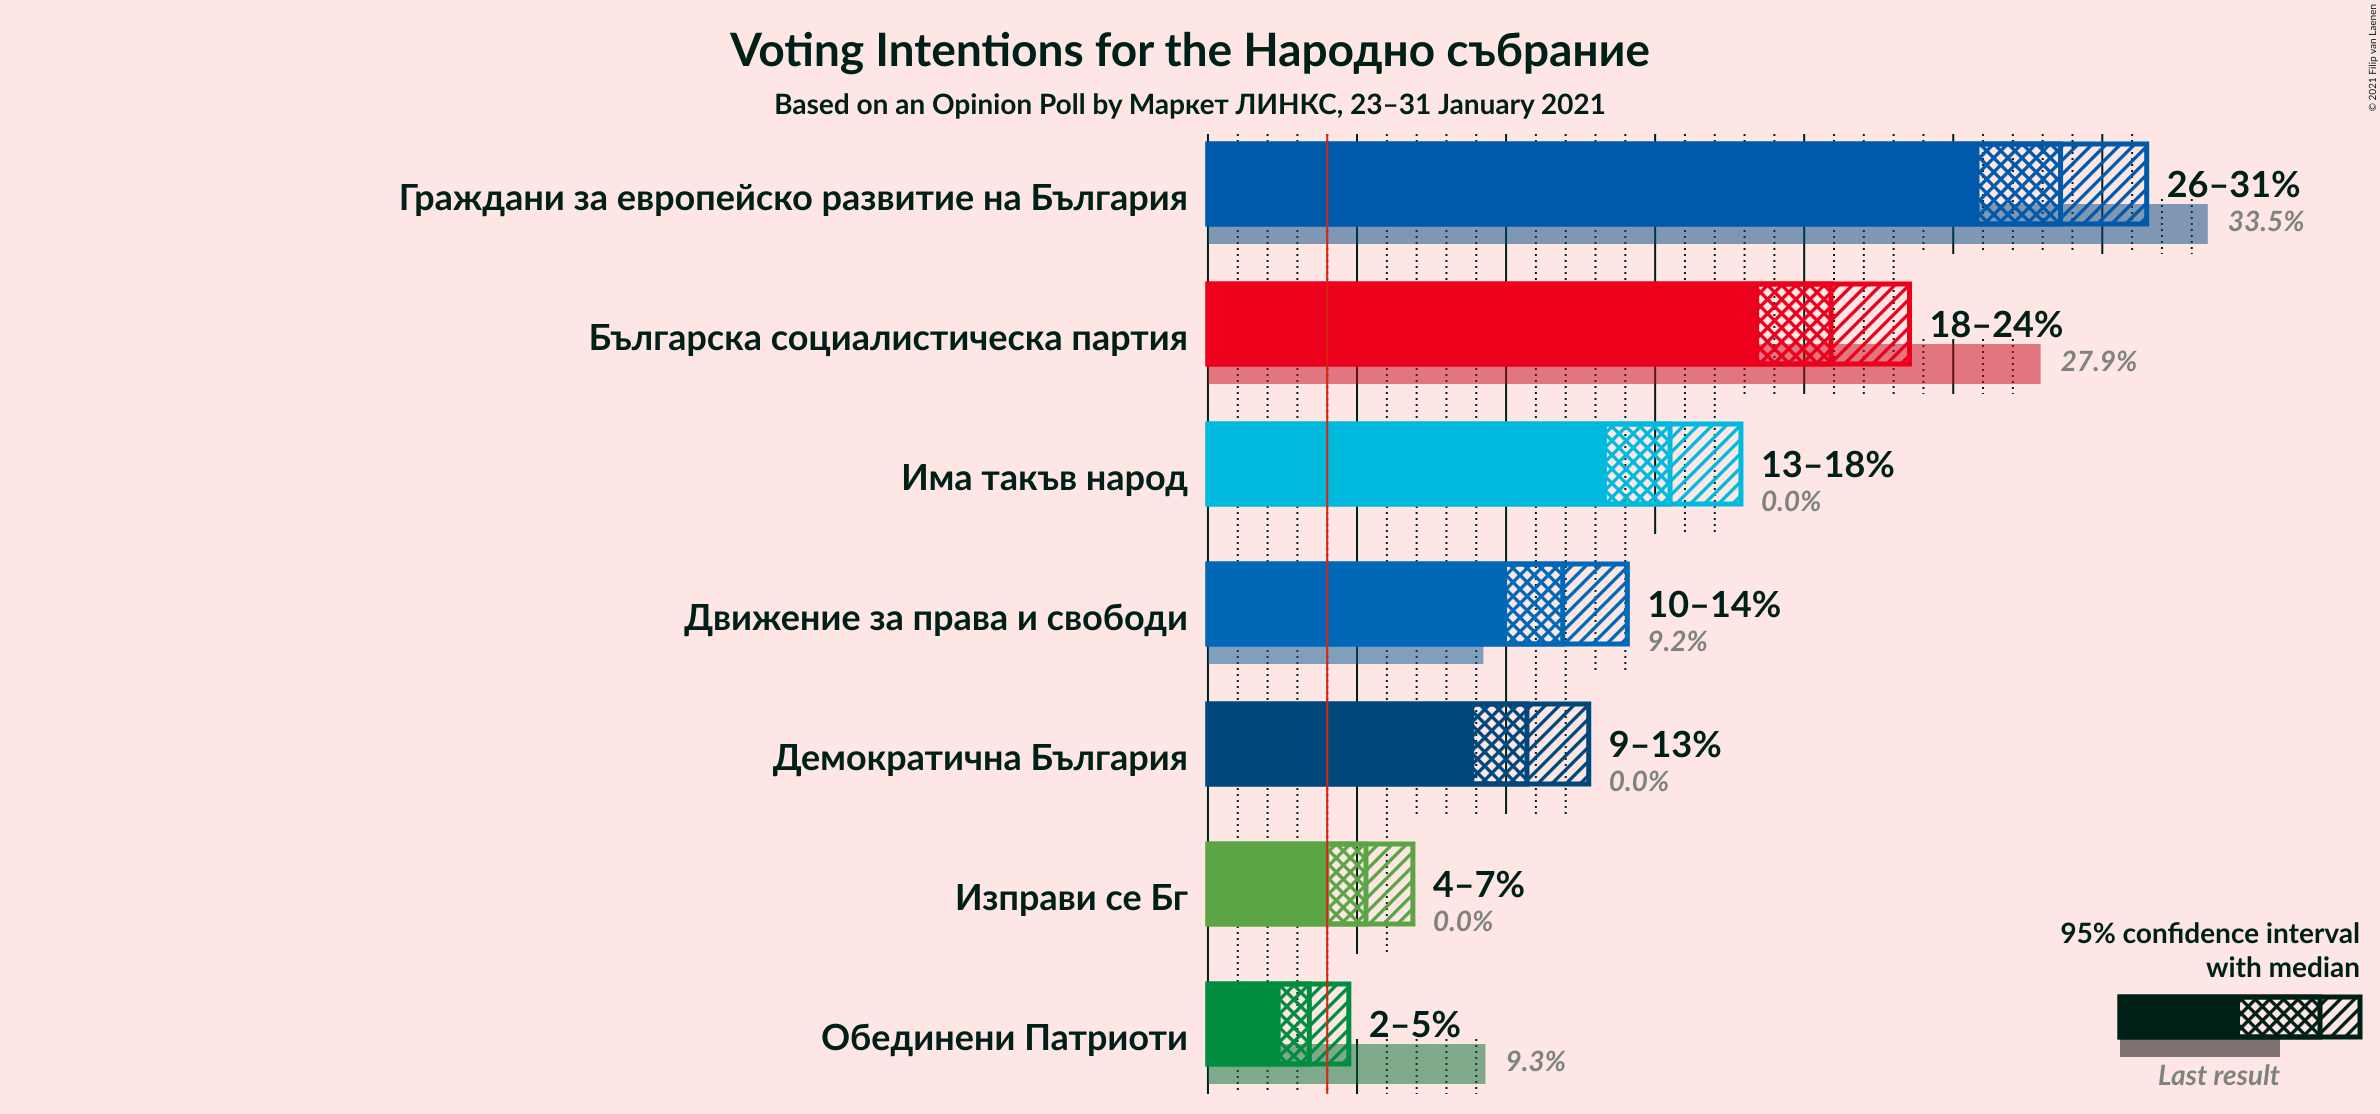 Voting Intentions for the Народно събрание
Based on an Opinion Poll by Маркет ЛИНКС, 23–31 January 2021
© 2021 Filip van Laenen
Граждани за европейско развитие на България
26–31%
33.5%
Българска социалистическа партия
18–24%
27.9%
Има такъв народ
13–18%
0.0%
Движение за права и свободи
10–14%
9.2%
Демократична България
9–13%
0.0%
Изправи се Бг
4–7%
0.0%
Обединени Патриоти
2–5%
9.3%
95% confidence interval
with median
Last result